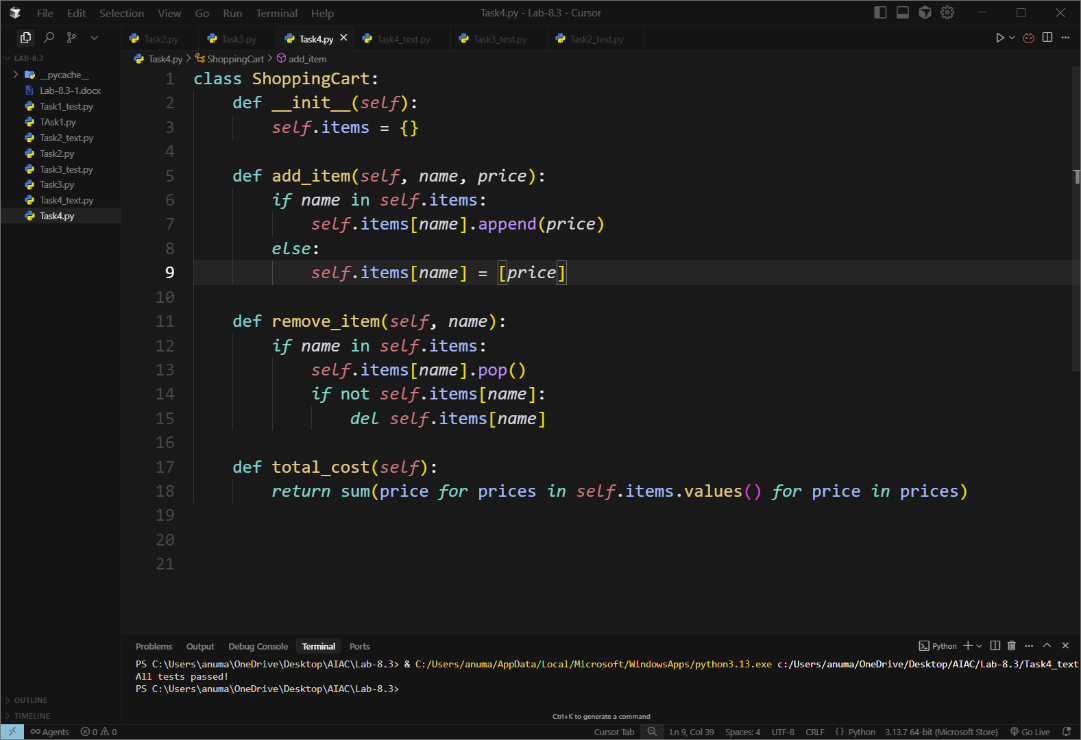 File Edit Selection View Go Run Terminal Help Task4.py - Lab-8.3 - Cursor
Task2.py Task3.py Task4.py Task4_text.py Task3_test.py Task2_text.py
LAB-8.3
__pycache__
Lab-8.3-1.docx
Task1_test.py
TAsk1.py
Task2_text.py
Task2.py
Task3_test.py
Task3.py
Task4_text.py
Task4.py
OUTLINE
TIMELINE
Task4.py > ShoppingCart > add_item
1 class ShoppingCart:
2     def __init__(self):
3         self.items = {}
4
5     def add_item(self, name, price):
6         if name in self.items:
7             self.items[name].append(price)
8         else:
9             self.items[name] = [price]
10
11     def remove_item(self, name):
12         if name in self.items:
13             self.items[name].pop()
14             if not self.items[name]:
15                 del self.items[name]
16
17     def total_cost(self):
18         return sum(price for prices in self.items.values() for price in prices)
19
20
21
Problems Output Debug Console Terminal Ports Python
PS C:\Users\anuma\OneDrive\Desktop\AIAC\Lab-8.3> & C:/Users/anuma/AppData/Local/Microsoft/WindowsApps/python3.13.exe c:/Users/anuma/OneDrive/Desktop/AIAC/Lab-8.3/Task4_text
All tests passed!
PS C:\Users\anuma\OneDrive\Desktop\AIAC\Lab-8.3>
Ctrl+K to generate a command
Agents 0 0 Cursor Tab Ln 9, Col 39 Spaces: 4 UTF-8 CRLF {} Python 3.13.7 64-bit (Microsoft Store) Go Live